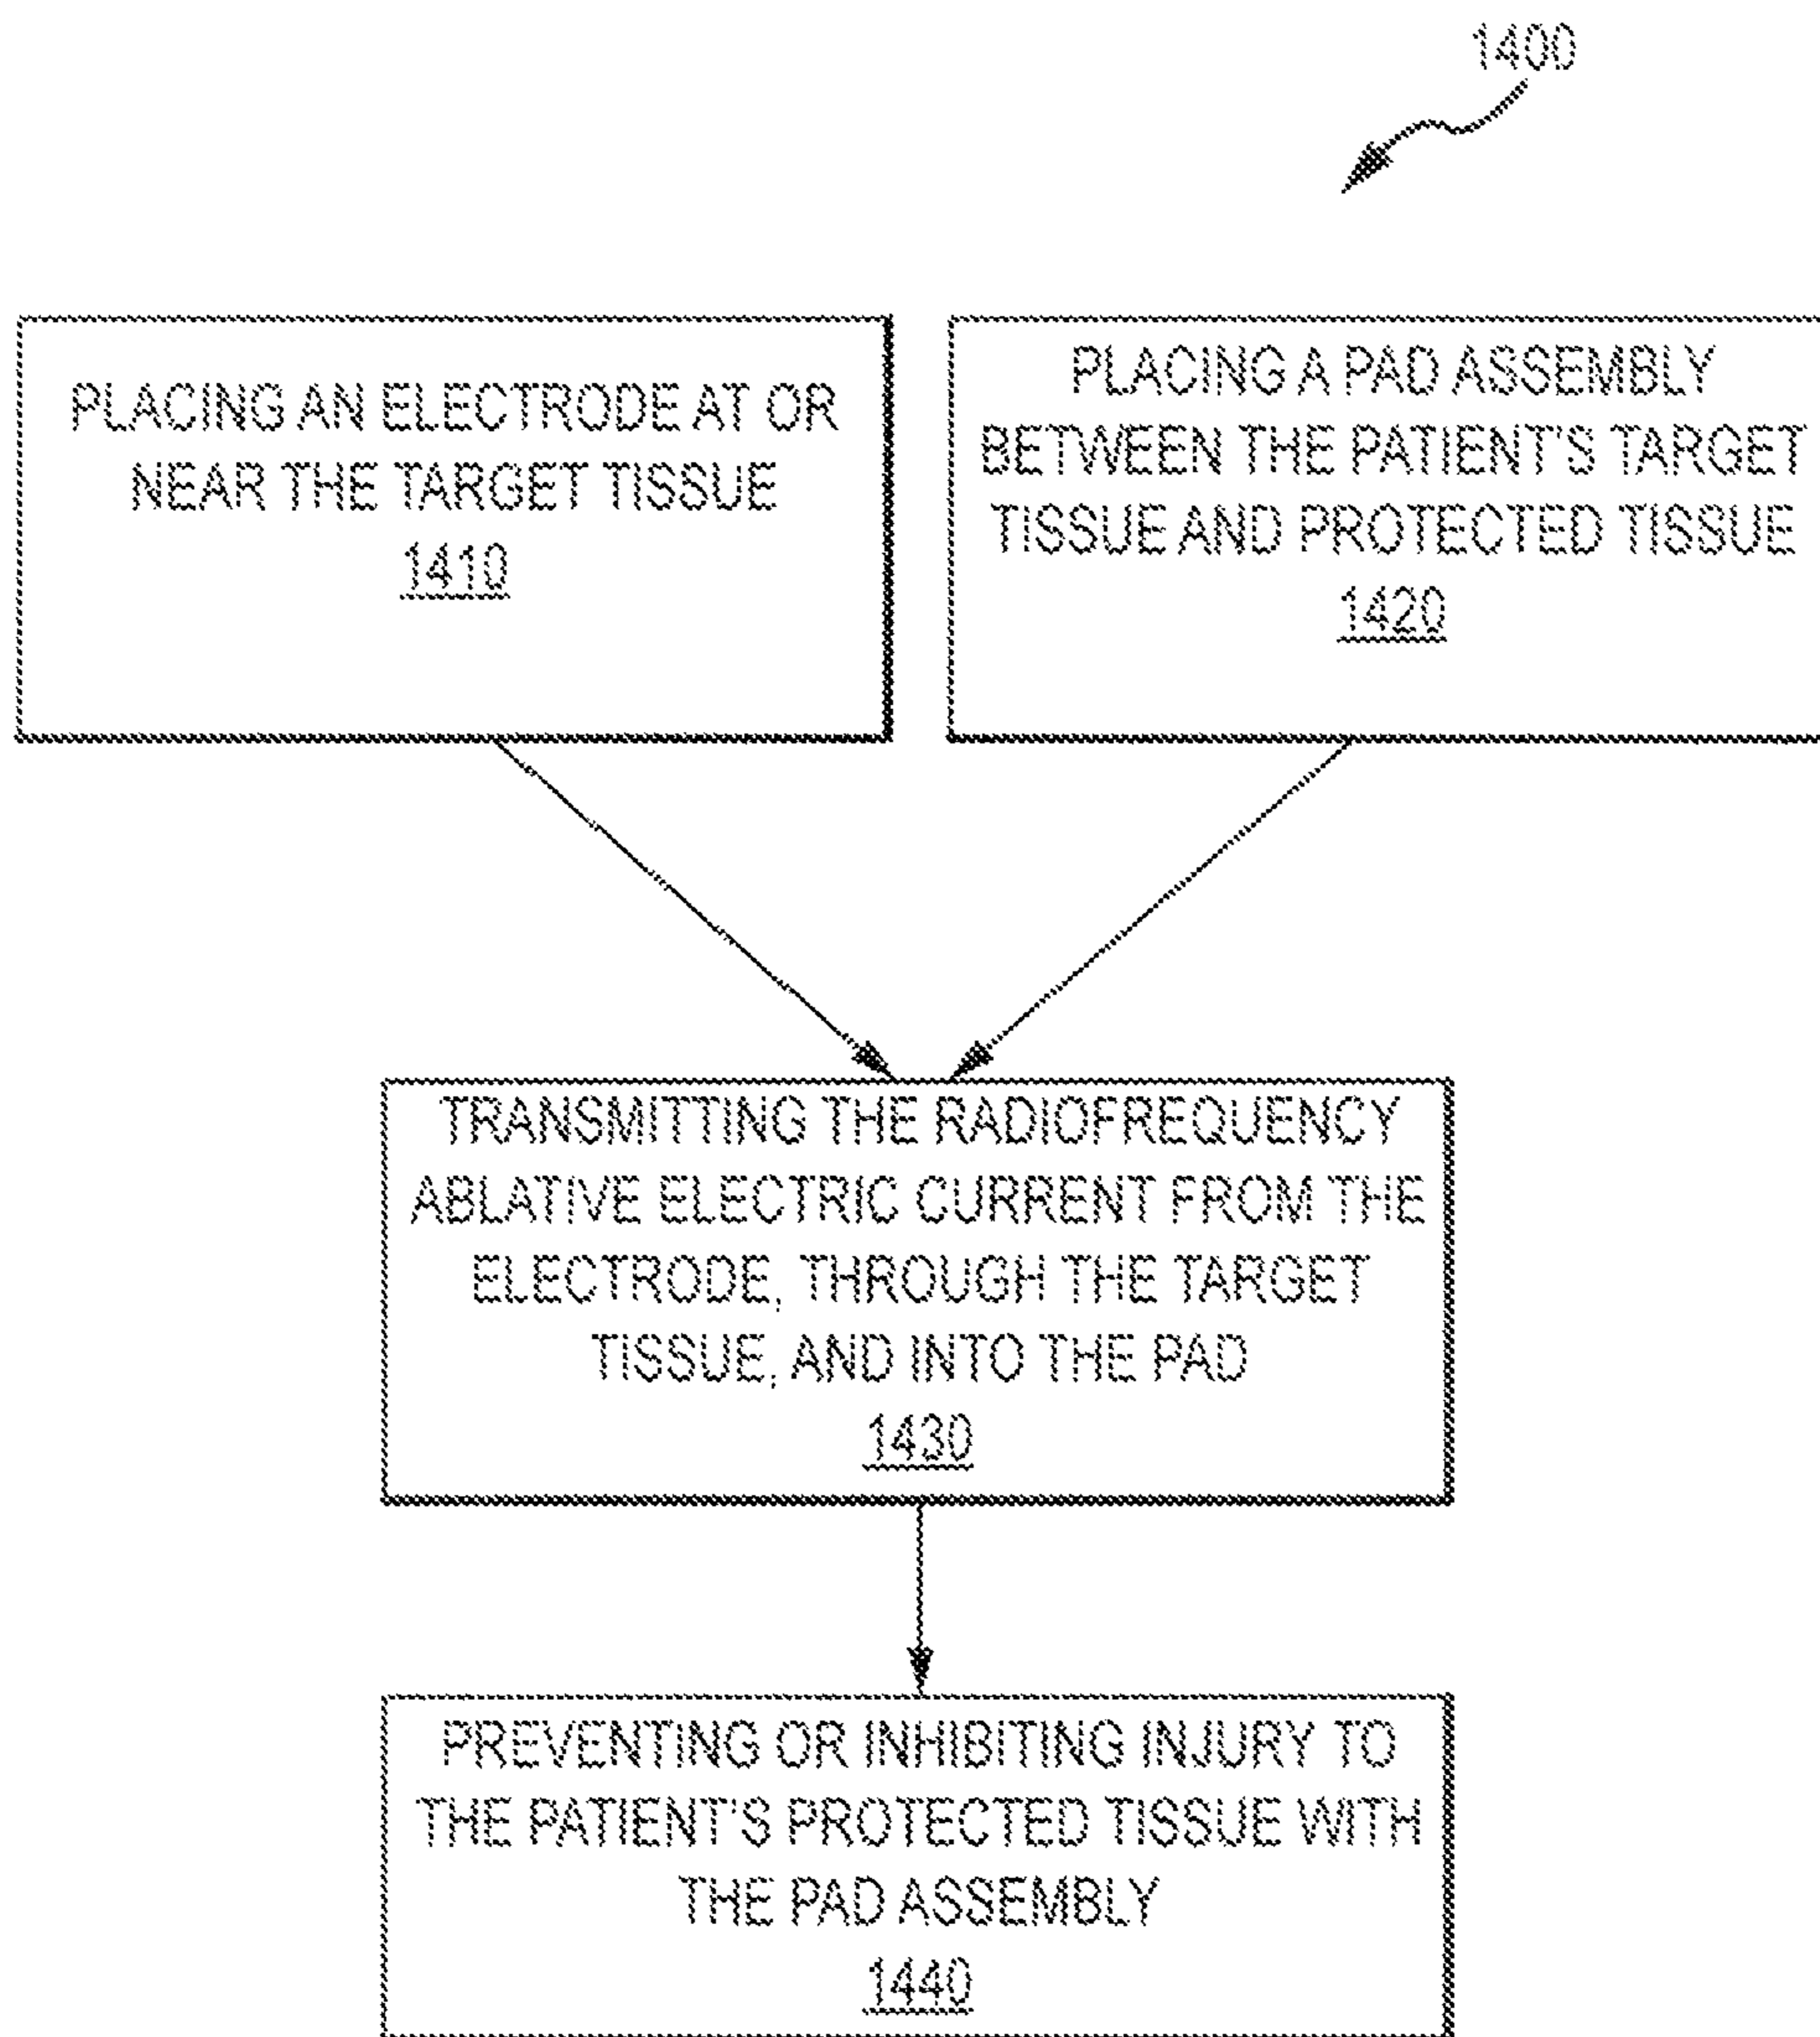 1400
PLACING AN ELECTRODE AT OR
NEAR THE TARGET TISSUE
1410
PLACING A PAD ASSEMBLY
BETWEEN THE PATIENT'S TARGET
TISSUE AND PROTECTED TISSUE
1420
TRANSMITTING THE RADIOFREQUENCY
ABLATIVE ELECTRIC CURRENT FROM THE
ELECTRODE, THROUGH THE TARGET
TISSUE, AND INTO THE PAD
1430
PREVENTING OR INHIBITING INJURY TO
THE PATIENT'S PROTECTED TISSUE WITH
THE PAD ASSEMBLY
1440